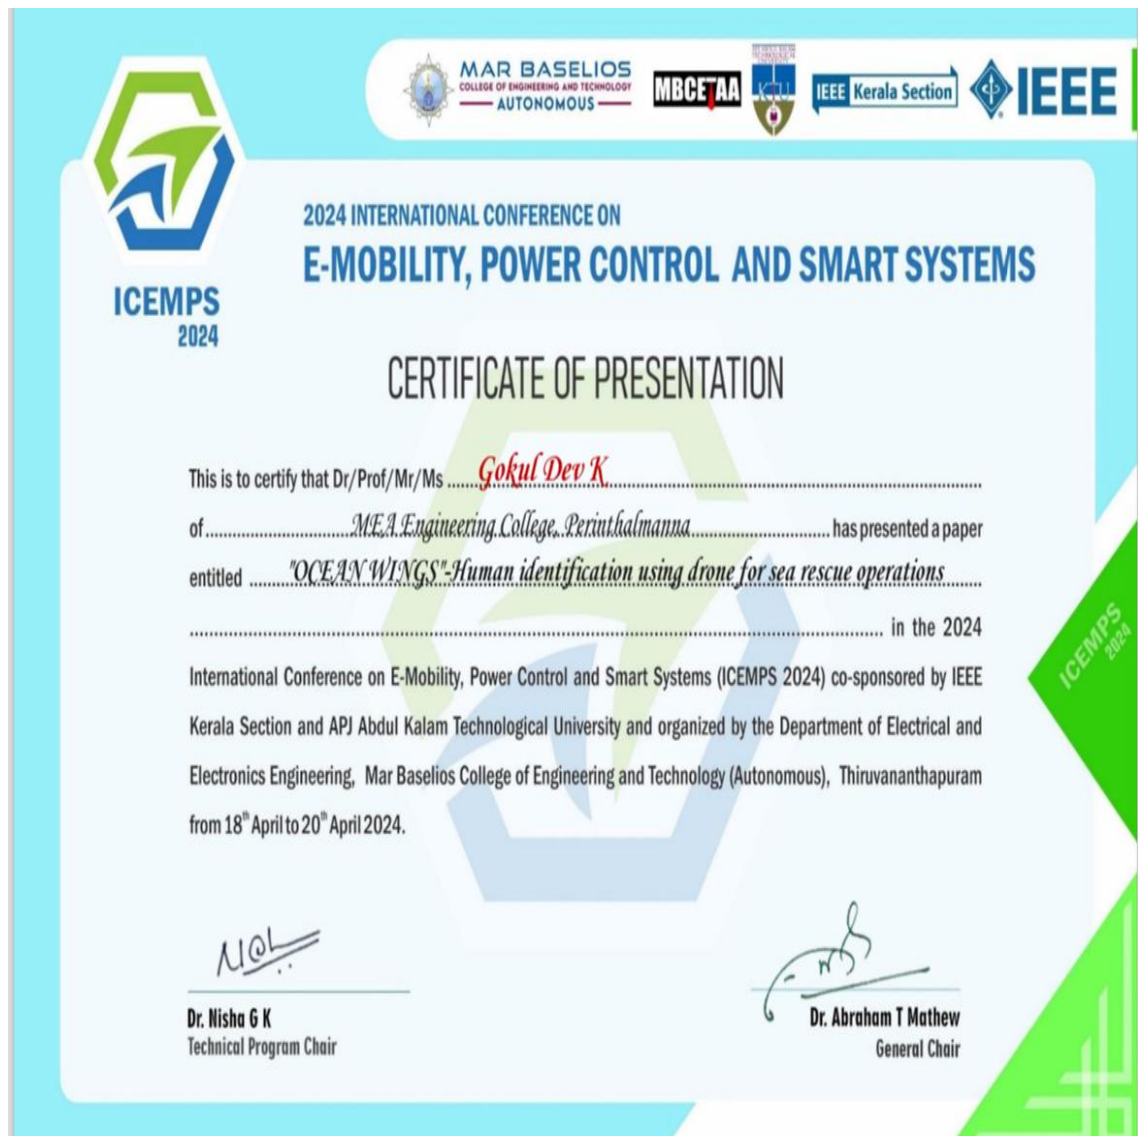 MAR BASELIOS
COLLEGE OF ENGINEERING AND TECHNOLOGY
AUTONOMOUS
MBCETAA
KTU
IEEE Kerala Section
IEEE
ICEMPS
2024
2024 INTERNATIONAL CONFERENCE ON
E-MOBILITY, POWER CONTROL AND SMART SYSTEMS
CERTIFICATE OF PRESENTATION
This is to certify that Dr/Prof/Mr/Ms ...... Gokul Dev K
of ...... MEA Engineering College, Perinthalmanna ...... has presented a paper
entitled ...... "OCEAN WINGS"-Human identification using drone for sea rescue operations ......
...... in the 2024
International Conference on E-Mobility, Power Control and Smart Systems (ICEMPS 2024) co-sponsored by IEEE
Kerala Section and APJ Abdul Kalam Technological University and organized by the Department of Electrical and
Electronics Engineering, Mar Baselios College of Engineering and Technology (Autonomous), Thiruvananthapuram
from 18th April to 20th April 2024.
ICEMPS
2024
Dr. Nisha G K
Technical Program Chair
Dr. Abraham T Mathew
General Chair